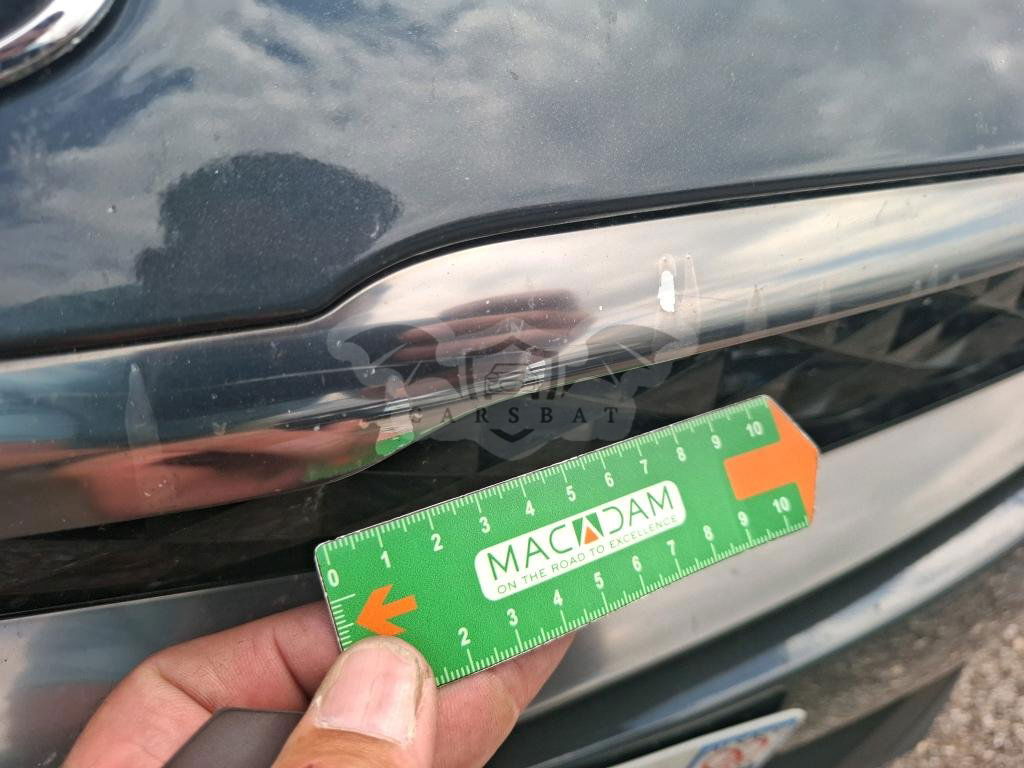 CARSBAT
0 1 2 3 4 5 6 7 8 9 10
MACADAM
ON THE ROAD TO EXCELLENCE
2 3 4 5 6 7 8 9 10